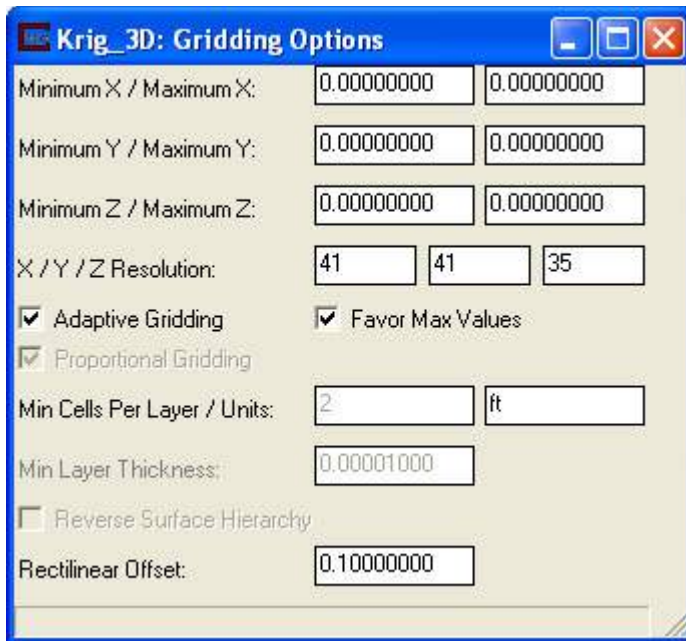 Krig_3D: Gridding Options
Minimum X / Maximum X: 0.00000000 0.00000000
Minimum Y / Maximum Y: 0.00000000 0.00000000
Minimum Z / Maximum Z: 0.00000000 0.00000000
X / Y / Z Resolution: 41 41 35
Adaptive Gridding Favor Max Values
Proportional Gridding
Min Cells Per Layer / Units: 2 ft
Min Layer Thickness: 0.00001000
Reverse Surface Hierarchy
Rectilinear Offset: 0.10000000